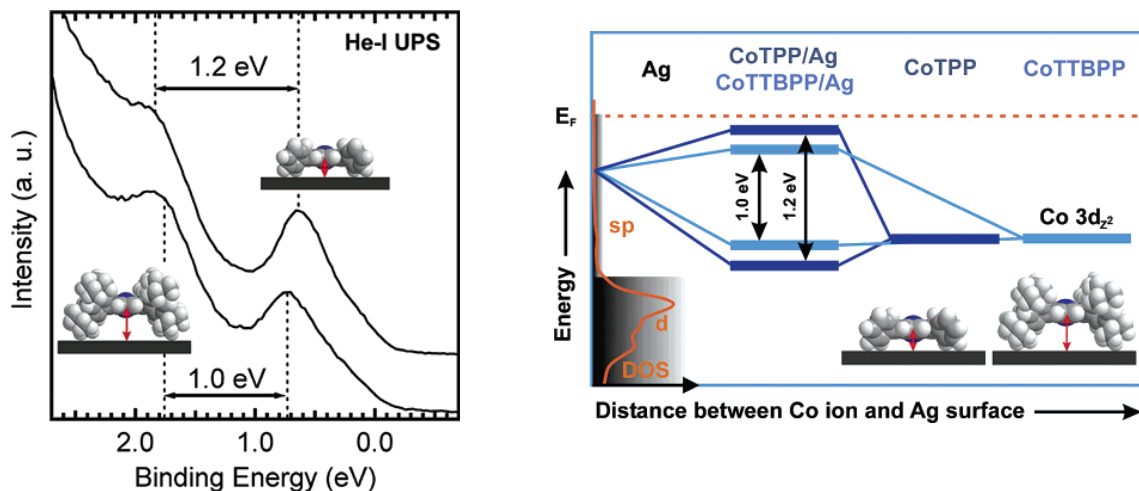 He-I UPS
1.2 eV
1.0 eV
Intensity (a. u.)
2.0 1.0 0.0
Binding Energy (eV)
Ag
CoTPP/Ag
CoTTBPP/Ag
CoTPP
CoTTBPP
E_F
1.0 eV
1.2 eV
sp
Co 3d_z²
d
DOS
Energy
Distance between Co ion and Ag surface